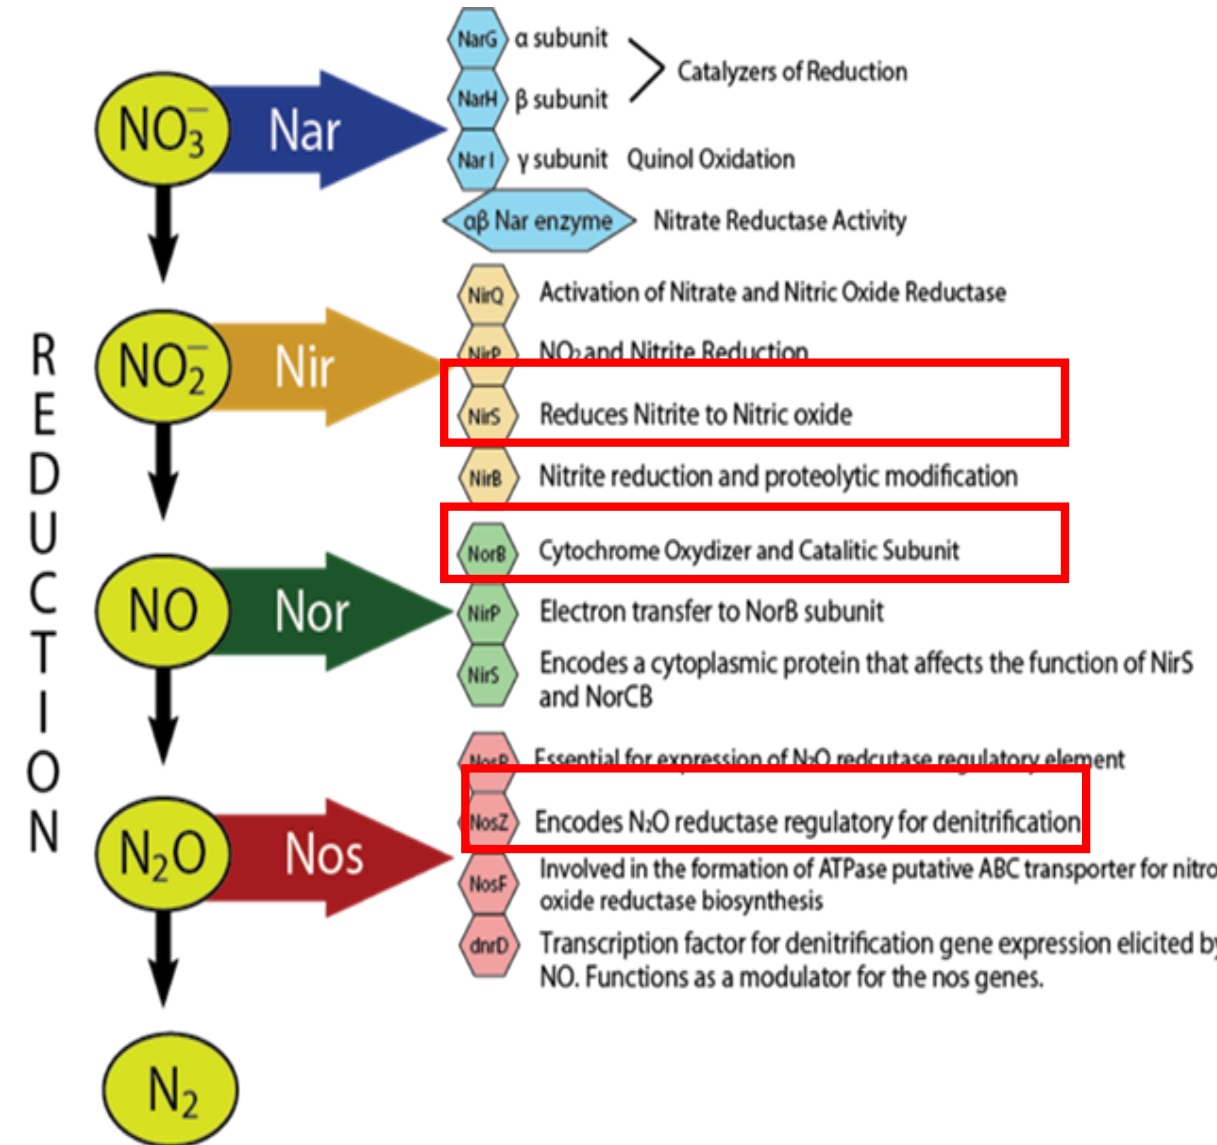 NarG α subunit
NarH β subunit
Catalyzers of Reduction
Nar I γ subunit Quinol Oxidation
αβ Nar enzyme Nitrate Reductase Activity
NO₃⁻ Nar
NirQ Activation of Nitrate and Nitric Oxide Reductase
NirP NO₂ and Nitrite Reduction
NirS Reduces Nitrite to Nitric oxide
NirB Nitrite reduction and proteolytic modification
NO₂⁻ Nir
NorB Cytochrome Oxydizer and Catalitic Subunit
NirP Electron transfer to NorB subunit
NirS Encodes a cytoplasmic protein that affects the function of NirS
and NorCB
NO Nor
Essential for expression of N₂O redcutase regulatory element
NosZ Encodes N₂O reductase regulatory for denitrification
NosF Involved in the formation of ATPase putative ABC transporter for nitro
oxide reductase biosynthesis
dnrD Transcription factor for denitrification gene expression elicited by
NO. Functions as a modulator for the nos genes.
N₂O Nos
N₂
REDUCTION